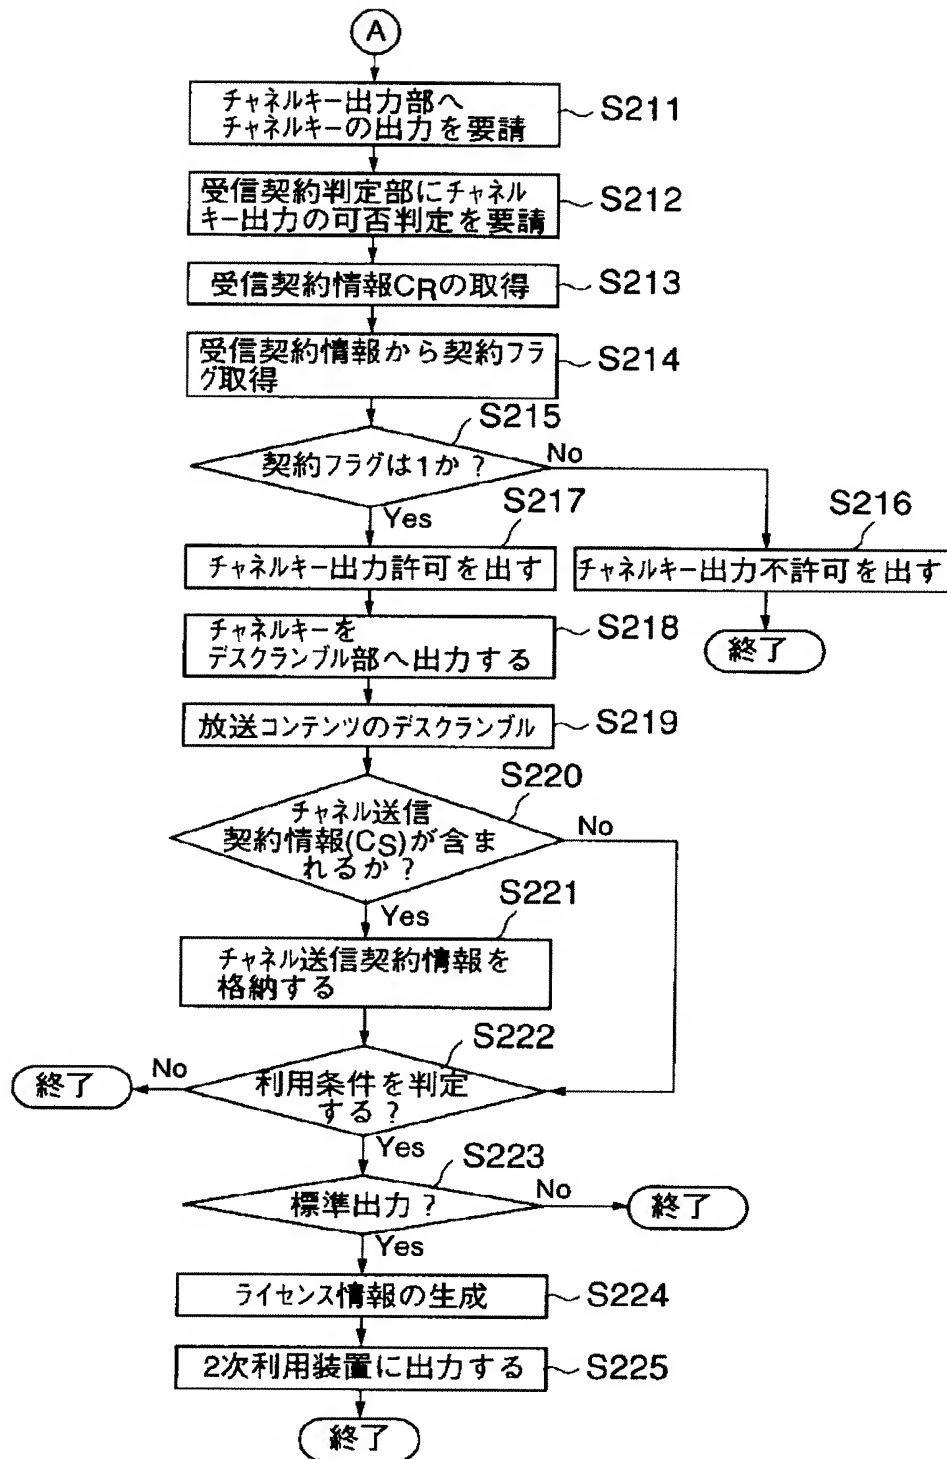 A
チャネルキー出力部へ
チャネルキーの出力を要請
S211
受信契約判定部にチャネル
キー出力の可否判定を要請
S212
受信契約情報CRの取得
S213
受信契約情報から契約フラ
グ取得
S214
S215
契約フラグは1か?
No
Yes
S217
S216
チャネルキー出力許可を出す
チャネルキー出力不許可を出す
チャネルキーを
デスクランブル部へ出力する
S218
終了
放送コンテンツのデスクランブル
S219
S220
チャネル送信
契約情報(CS)が含ま
れるか?
No
Yes
S221
チャネル送信契約情報を
格納する
S222
利用条件を判定
する?
No
終了
Yes
S223
標準出力?
No
終了
Yes
ライセンス情報の生成
S224
2次利用装置に出力する
S225
終了